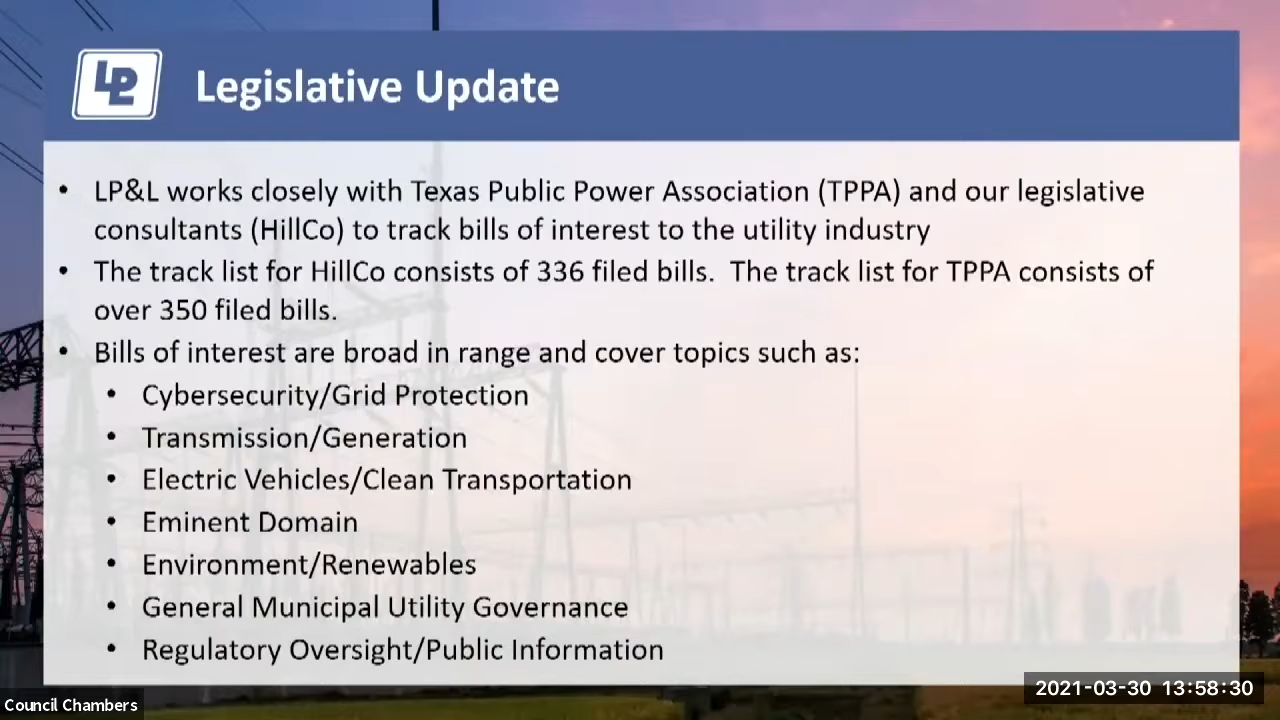 LP
Legislative Update
• LP&L works closely with Texas Public Power Association (TPPA) and our legislative
consultants (HillCo) to track bills of interest to the utility industry
• The track list for HillCo consists of 336 filed bills.  The track list for TPPA consists of
over 350 filed bills.
• Bills of interest are broad in range and cover topics such as:
• Cybersecurity/Grid Protection
• Transmission/Generation
• Electric Vehicles/Clean Transportation
• Eminent Domain
• Environment/Renewables
• General Municipal Utility Governance
• Regulatory Oversight/Public Information
2021-03-30 13:58:30
Council Chambers